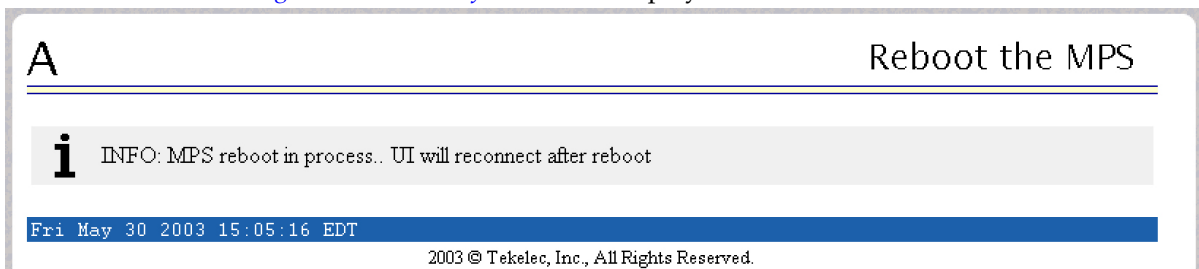 A
Reboot the MPS
i INFO: MPS reboot in process.. UI will reconnect after reboot
Fri May 30 2003 15:05:16 EDT
2003 © Tekelec, Inc., All Rights Reserved.